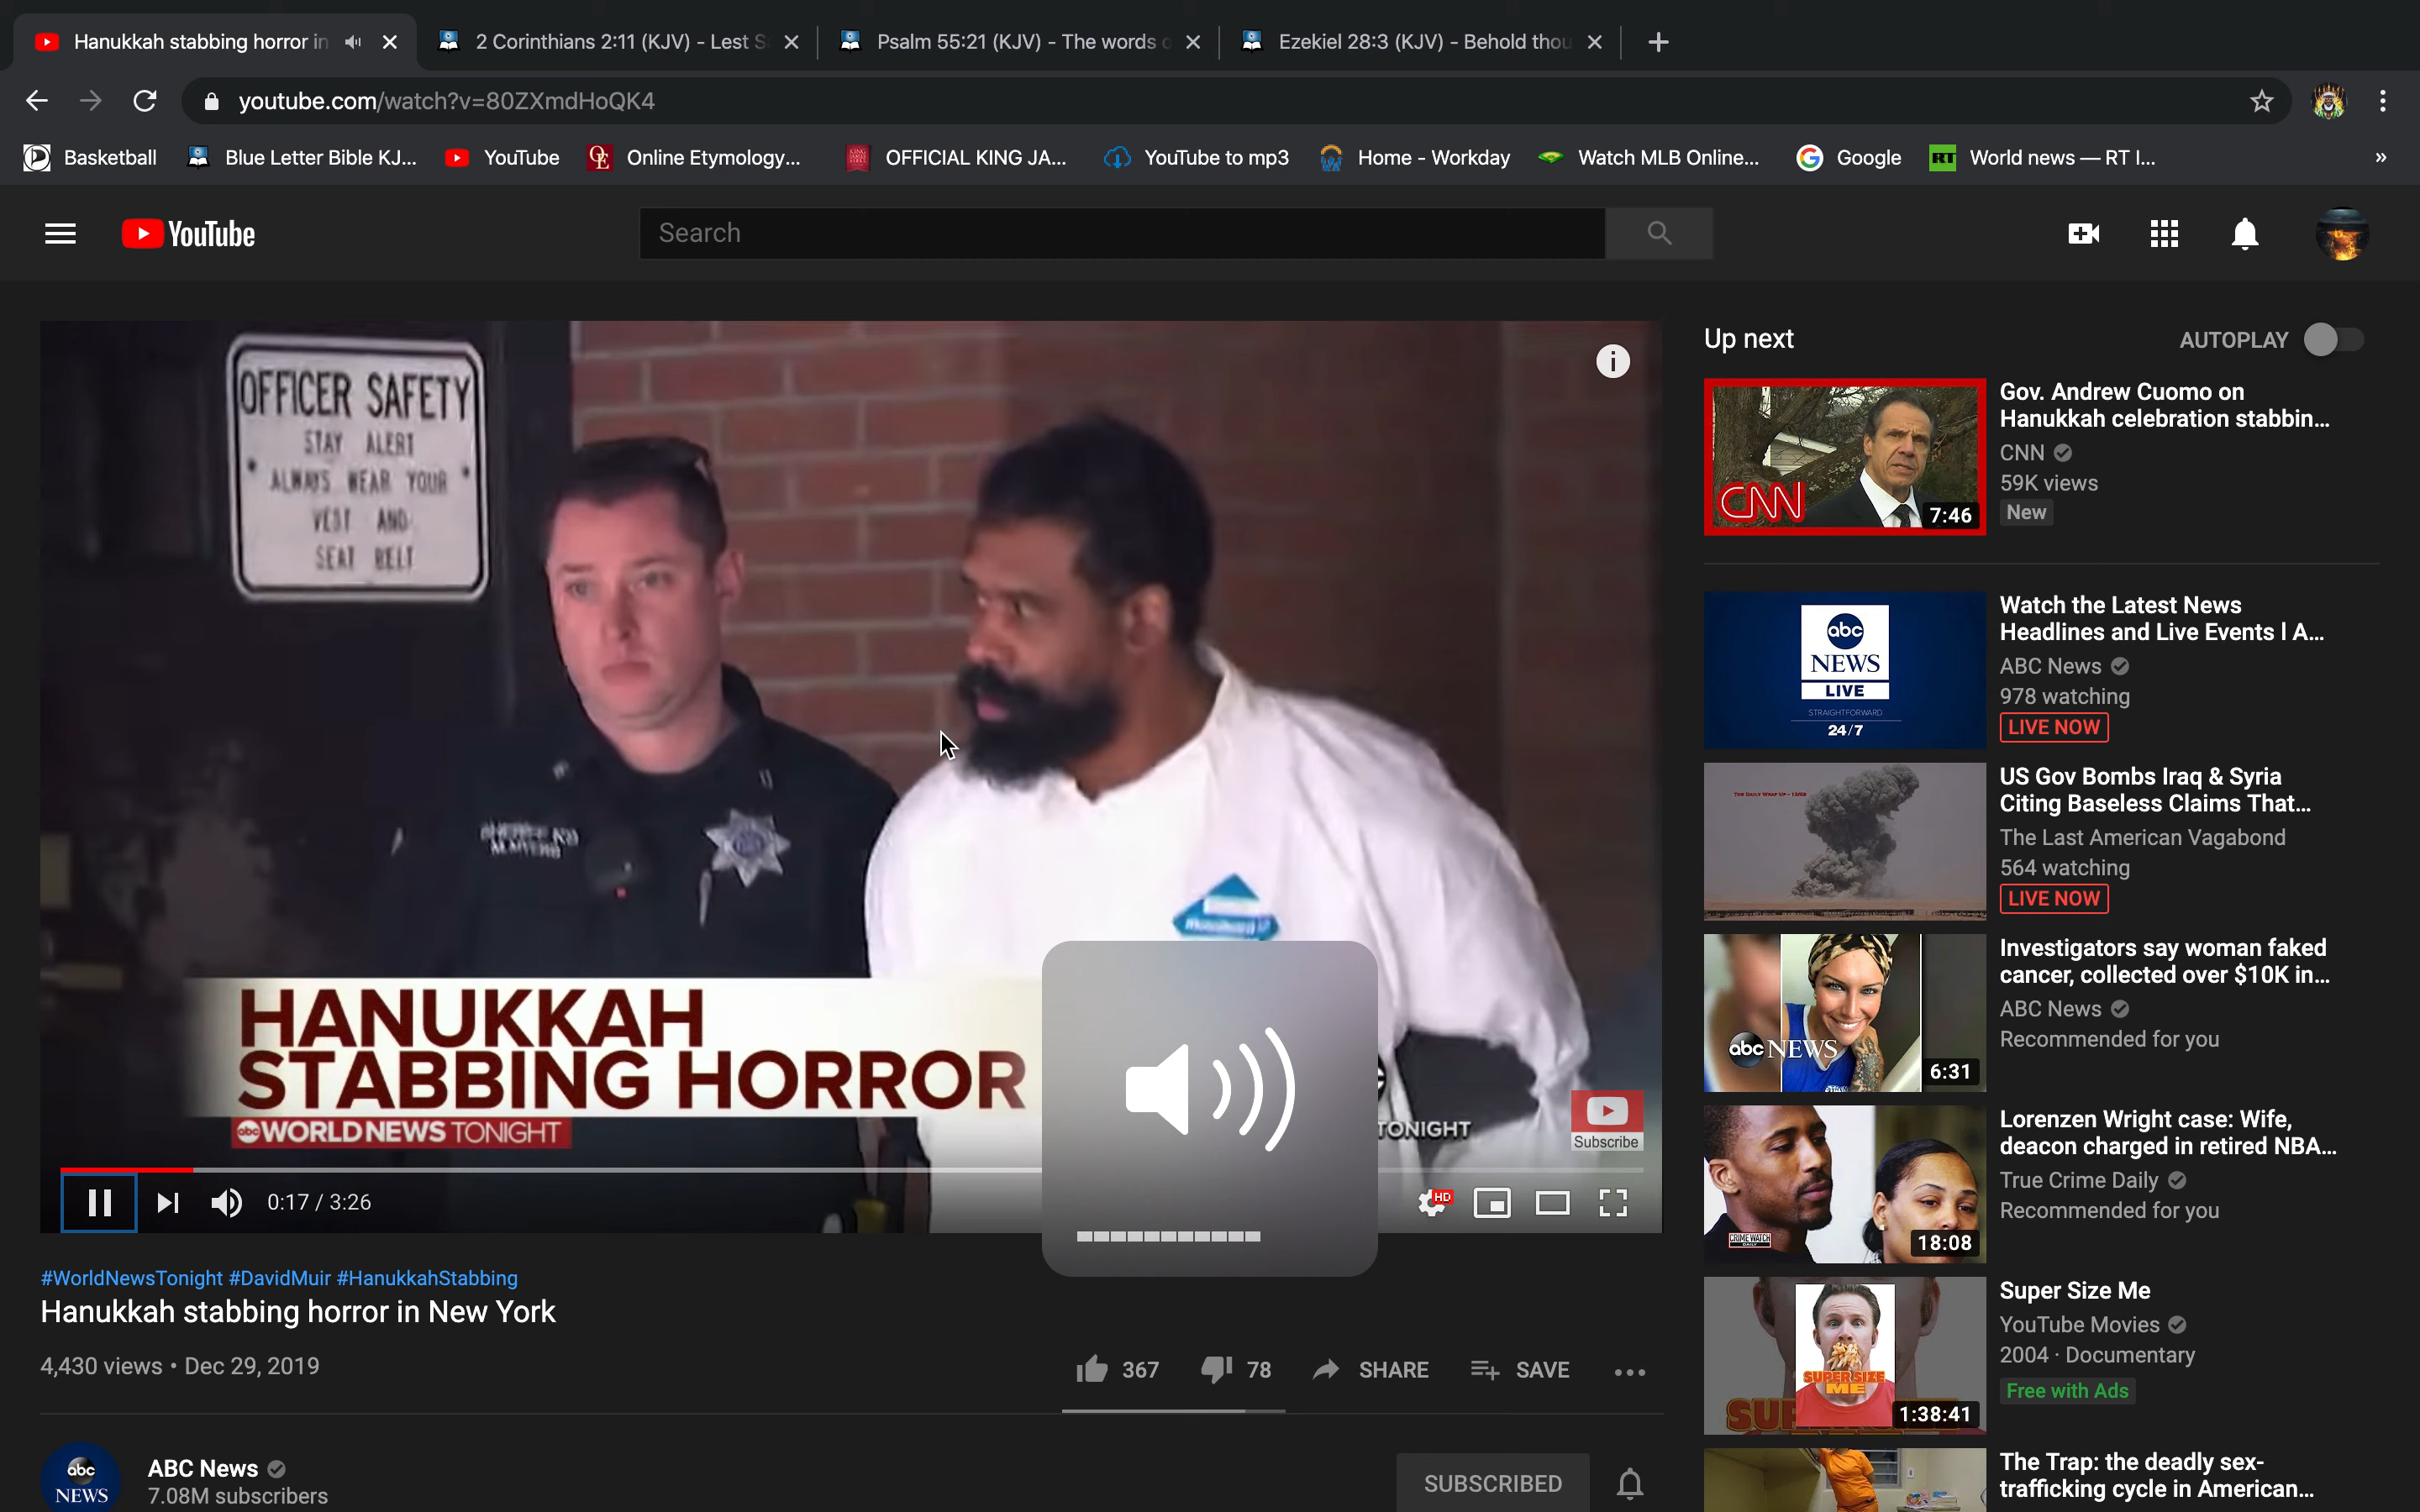 Hanukkah stabbing horror in
2 Corinthians 2:11 (KJV) - Lest S
Psalm 55:21 (KJV) - The words o
Ezekiel 28:3 (KJV) - Behold thou
youtube.com/watch?v=80ZXmdHoQK4
Basketball
Blue Letter Bible KJ...
YouTube
OE
Online Etymology...
KING JAMES BIBLE
OFFICIAL KING JA...
YouTube to mp3
Home - Workday
Watch MLB Online...
Google
RT
World news — RT I...
»
YouTube
Search
OFFICER SAFETY
STAY ALERT
ALWAYS WEAR YOUR
VEST AND
SEAT BELT
HANUKKAH
STABBING HORROR
abc WORLD NEWS TONIGHT
TONIGHT
Subscribe
0:17 / 3:26
HD
#WorldNewsTonight #DavidMuir #HanukkahStabbing
Hanukkah stabbing horror in New York
4,430 views • Dec 29, 2019
367
78
SHARE
SAVE
abc
NEWS
ABC News
7.08M subscribers
SUBSCRIBED
Up next
AUTOPLAY
CNN
7:46
Gov. Andrew Cuomo on
Hanukkah celebration stabbin...
CNN
59K views
New
abc
NEWS
LIVE
STRAIGHTFORWARD
24/7
Watch the Latest News
Headlines and Live Events l A...
ABC News
978 watching
LIVE NOW
US Gov Bombs Iraq & Syria
Citing Baseless Claims That...
The Last American Vagabond
564 watching
LIVE NOW
abc NEWS
6:31
Investigators say woman faked
cancer, collected over $10K in...
ABC News
Recommended for you
CRIME WATCH
DAILY
18:08
Lorenzen Wright case: Wife,
deacon charged in retired NBA...
True Crime Daily
Recommended for you
SUPER SIZE
ME
1:38:41
Super Size Me
YouTube Movies
2004 · Documentary
Free with Ads
The Trap: the deadly sex-
trafficking cycle in American...